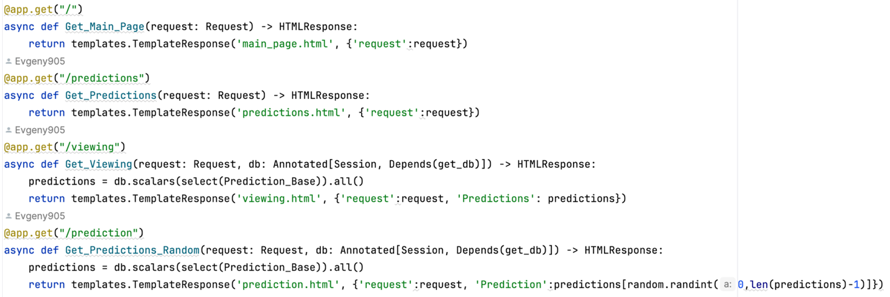 @app.get("/")
async def Get_Main_Page(request: Request) -> HTMLResponse:
    return templates.TemplateResponse('main_page.html', {'request':request})
Evgeny905
@app.get("/predictions")
async def Get_Predictions(request: Request) -> HTMLResponse:
    return templates.TemplateResponse('predictions.html', {'request':request})
Evgeny905
@app.get("/viewing")
async def Get_Viewing(request: Request, db: Annotated[Session, Depends(get_db)]) -> HTMLResponse:
    predictions = db.scalars(select(Prediction_Base)).all()
    return templates.TemplateResponse('viewing.html', {'request':request, 'Predictions': predictions})
Evgeny905
@app.get("/prediction")
async def Get_Predictions_Random(request: Request, db: Annotated[Session, Depends(get_db)]) -> HTMLResponse:
    predictions = db.scalars(select(Prediction_Base)).all()
    return templates.TemplateResponse('prediction.html', {'request':request, 'Prediction':predictions[random.randint( a: 0,len(predictions)-1)]})